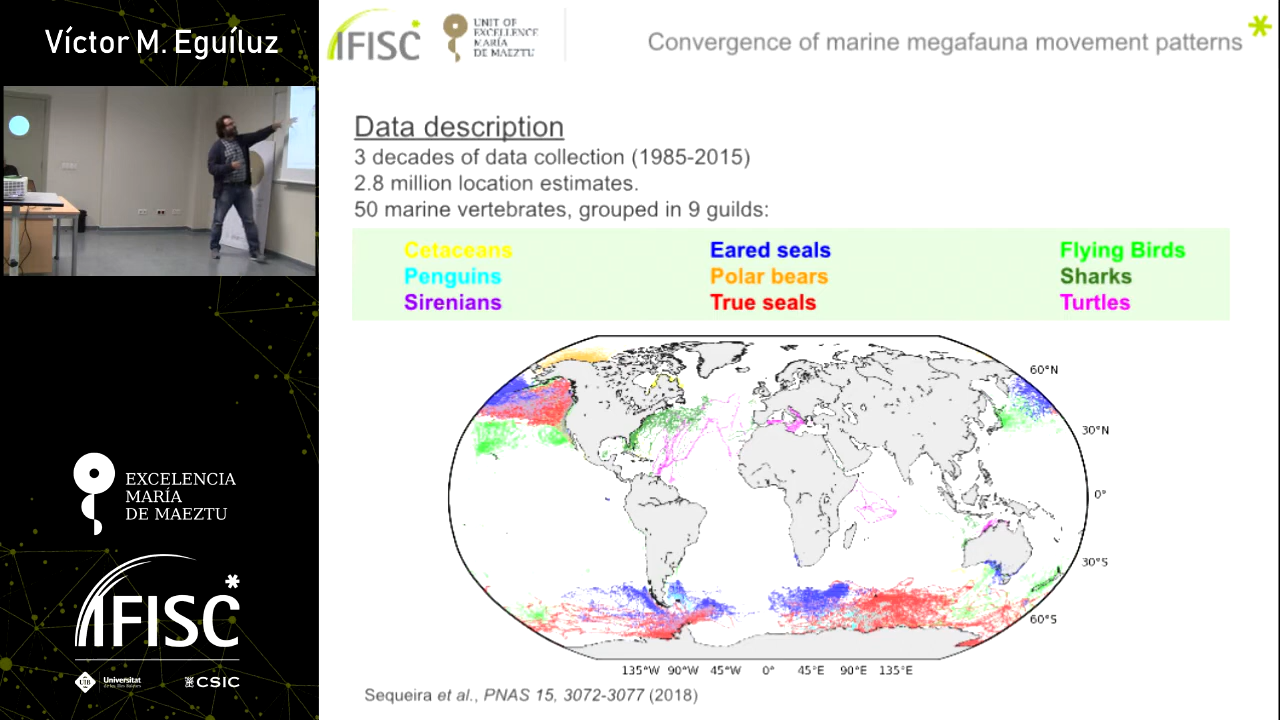 Víctor M. Eguíluz
IFISC
UNIT OF
EXCELLENCE
MARÍA
DE MAEZTU
Convergence of marine megafauna movement patterns
Data description
3 decades of data collection (1985-2015)
2.8 million location estimates.
50 marine vertebrates, grouped in 9 guilds:
Cetaceans Eared seals Flying Birds
Penguins Polar bears Sharks
Sirenians True seals Turtles
60°N
30°N
0°
30°S
60°S
135°W 90°W 45°W 0° 45°E 90°E 135°E
Sequeira et al., PNAS 15, 3072-3077 (2018)
EXCELENCIA
MARÍA
DE MAEZTU
IFISC
UIB Universitat
de les Illes Balears
CSIC